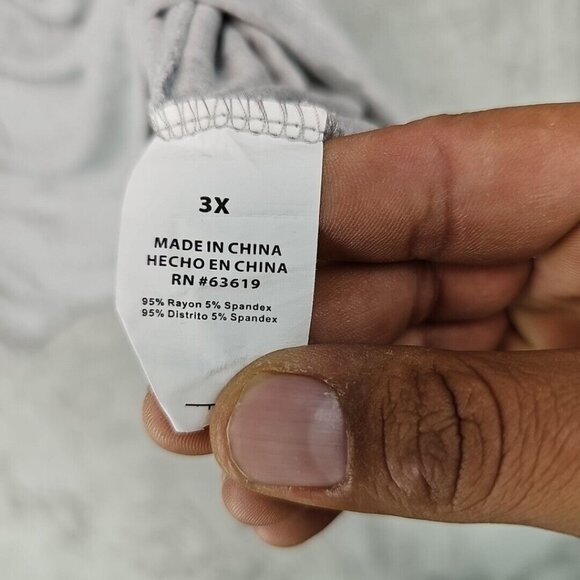 3X
MADE IN CHINA
HECHO EN CHINA
RN #63619
95% Rayon 5% Spandex
95% Distrito 5% Spandex